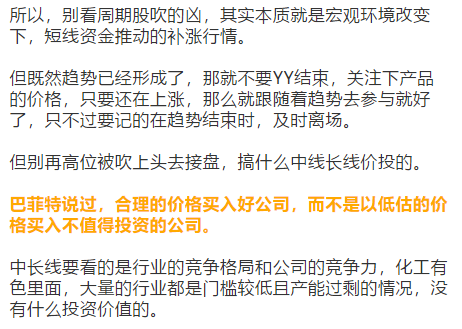 所以，别看周期股吹的凶，其实本质就是宏观环境改变
下，短线资金推动的补涨行情。
但既然趋势已经形成了，那就不要YY结束，关注下产品
的价格，只要还在上涨，那么就跟随着趋势去参与就好
了，只不过要记的在趋势结束时，及时离场。
但别再高位被吹上头去接盘，搞什么中线长线价投的。
巴菲特说过，合理的价格买入好公司，而不是以低估的价
格买入不值得投资的公司。
中长线要看的是行业的竞争格局和公司的竞争力，化工有
色里面，大量的行业都是门槛较低且产能过剩的情况，没
有什么投资价值的。